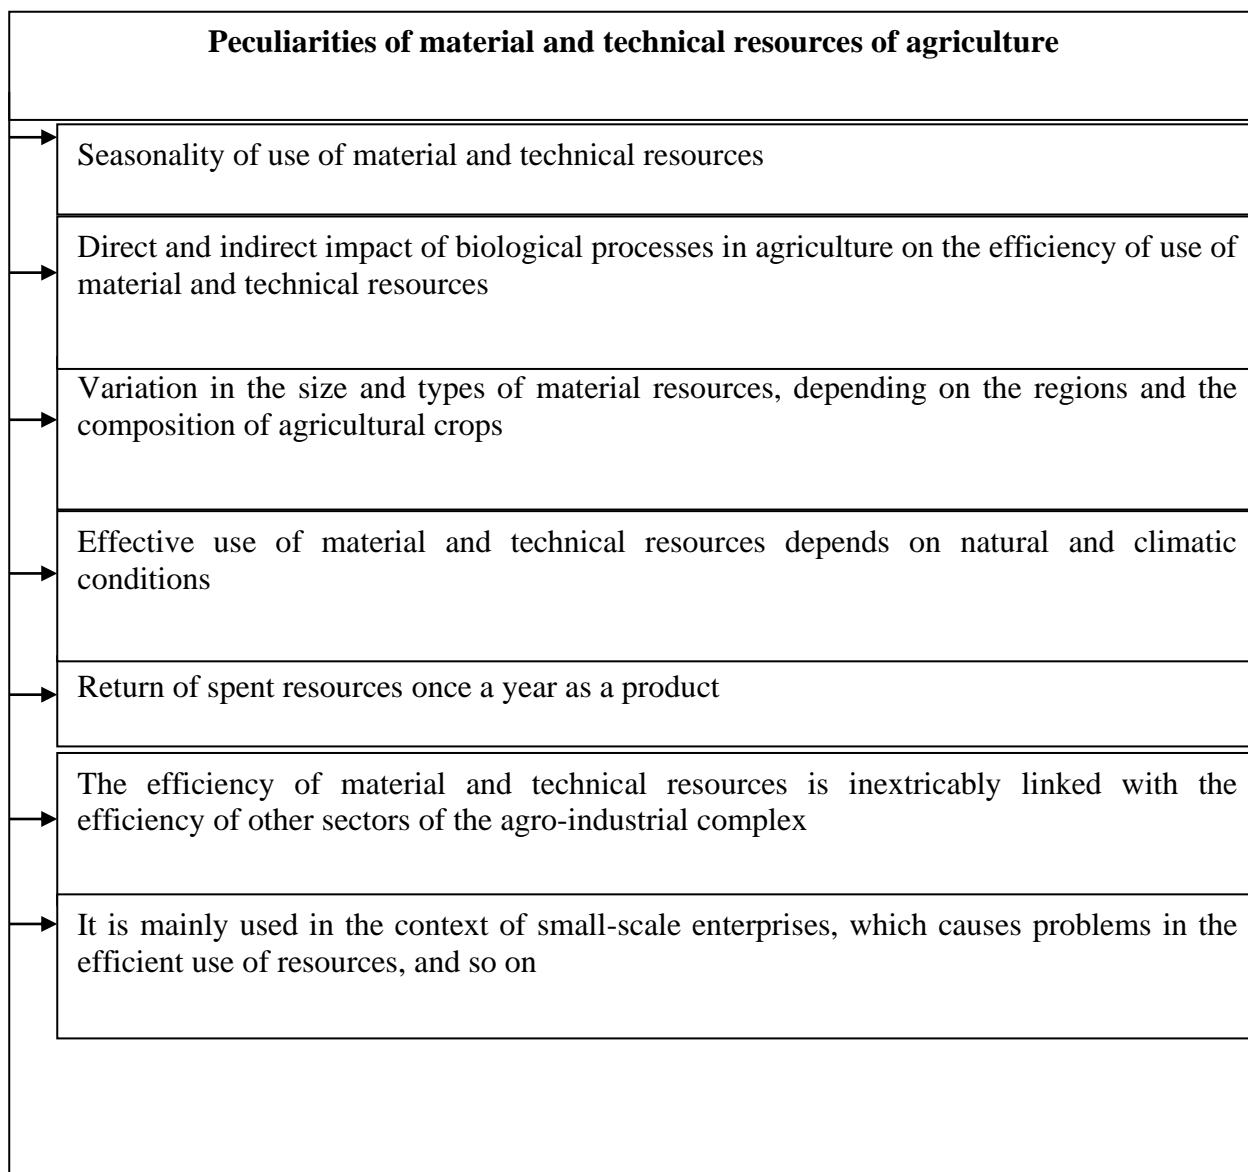 Peculiarities of material and technical resources of agriculture
Seasonality of use of material and technical resources
Direct and indirect impact of biological processes in agriculture on the efficiency of use of
material and technical resources
Variation in the size and types of material resources, depending on the regions and the
composition of agricultural crops
Effective use of material and technical resources depends on natural and climatic
conditions
Return of spent resources once a year as a product
The efficiency of material and technical resources is inextricably linked with the
efficiency of other sectors of the agro-industrial complex
It is mainly used in the context of small-scale enterprises, which causes problems in the
efficient use of resources, and so on